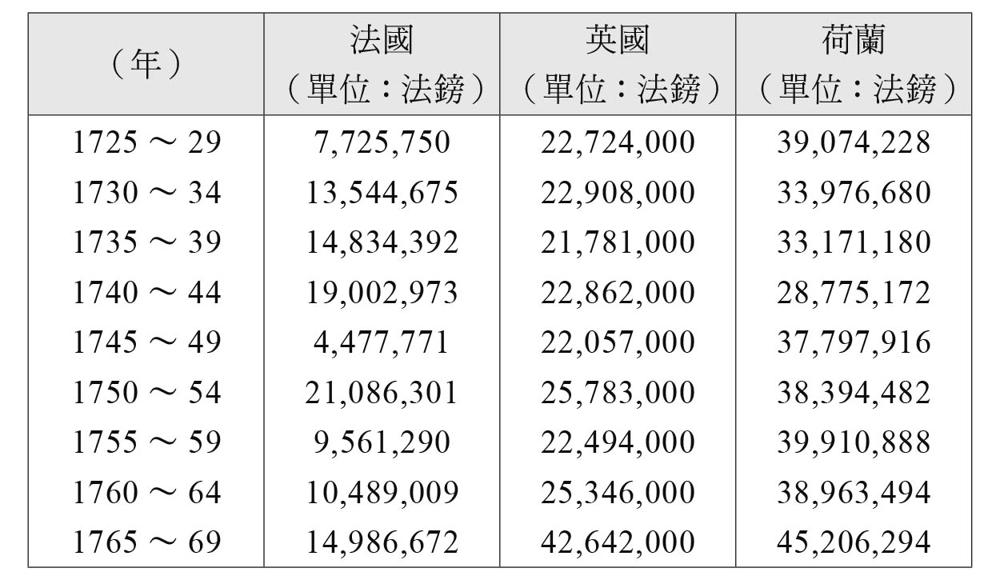 （年） 法國（單位：法鎊） 英國（單位：法鎊） 荷蘭（單位：法鎊）
1725～29 7,725,750 22,724,000 39,074,228
1730～34 13,544,675 22,908,000 33,976,680
1735～39 14,834,392 21,781,000 33,171,180
1740～44 19,002,973 22,862,000 28,775,172
1745～49 4,477,771 22,057,000 37,797,916
1750～54 21,086,301 25,783,000 38,394,482
1755～59 9,561,290 22,494,000 39,910,888
1760～64 10,489,009 25,346,000 38,963,494
1765～69 14,986,672 42,642,000 45,206,294